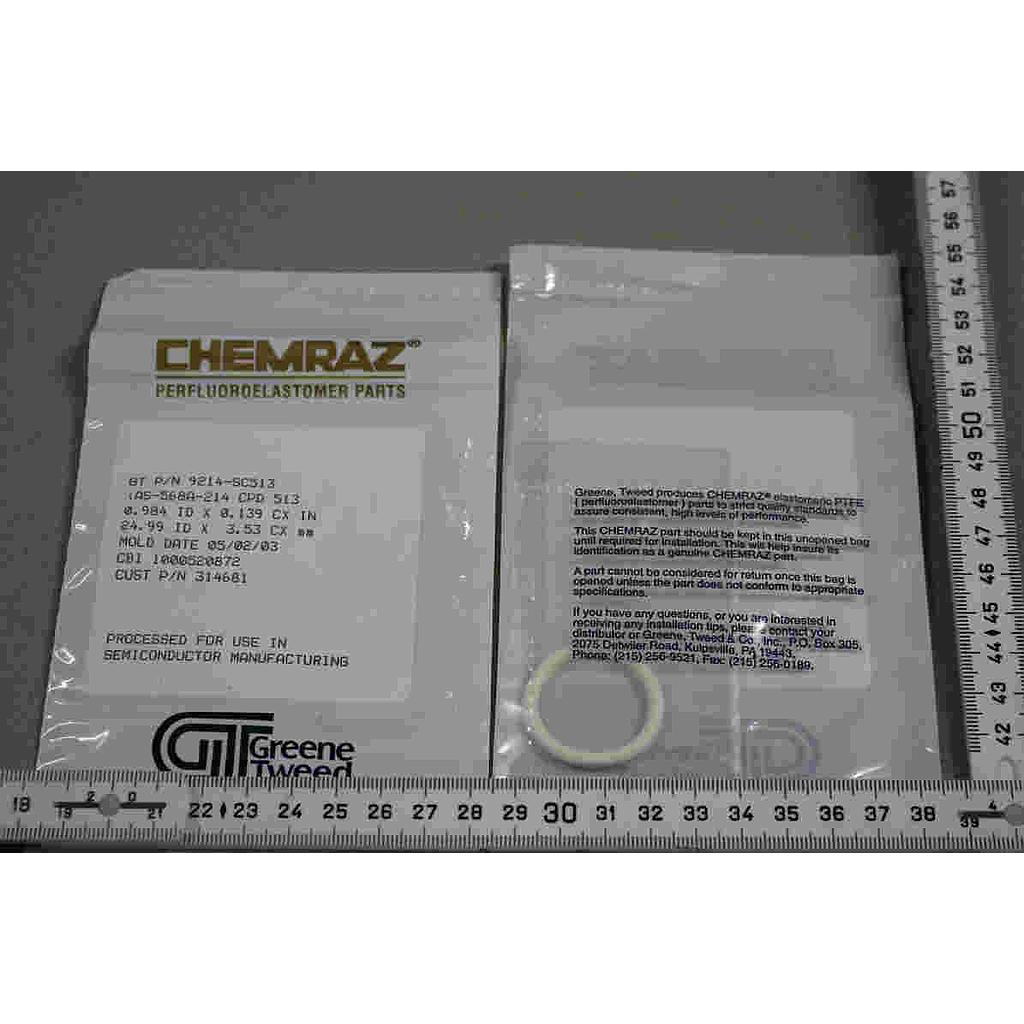 CHEMRAZ®
PERFLUOROELASTOMER PARTS
GT P/N 9214-SC513
(AS-568A-214 CPD 513
0.984 ID X 0.139 CX IN
24.99 ID X 3.53 CX mm
MOLD DATE 05/02/03
CBI 1000520872
CUST P/N 314681
PROCESSED FOR USE IN
SEMICONDUCTOR MANUFACTURING
GT Greene
Tweed
Greene, Tweed produces CHEMRAZ® elastomeric PTFE
( perfluoroelastomer ) parts to strict quality standards to
assure consistent, high levels of performance.
This CHEMRAZ part should be kept in this unopened bag
until required for installation. This will help insure its
identification as a genuine CHEMRAZ part.
A part cannot be considered for return once this bag is
opened unless the part does not conform to appropriate
specifications.
If you have any questions, or you are interested in
receiving any installation tips, please contact your
distributor or Greene, Tweed & Co., Inc., P.O. Box 305,
2075 Detwiler Road, Kulpsville, PA 19443.
Phone: (215) 256-9521, Fax: (215) 256-0189.
57
56
55
54
53
52
51
50
49
48
47
46
45
44
43
42
18 19 2 0 21 22 23 24 25 26 27 28 29 30 31 32 33 34 35 36 37 38 39 4